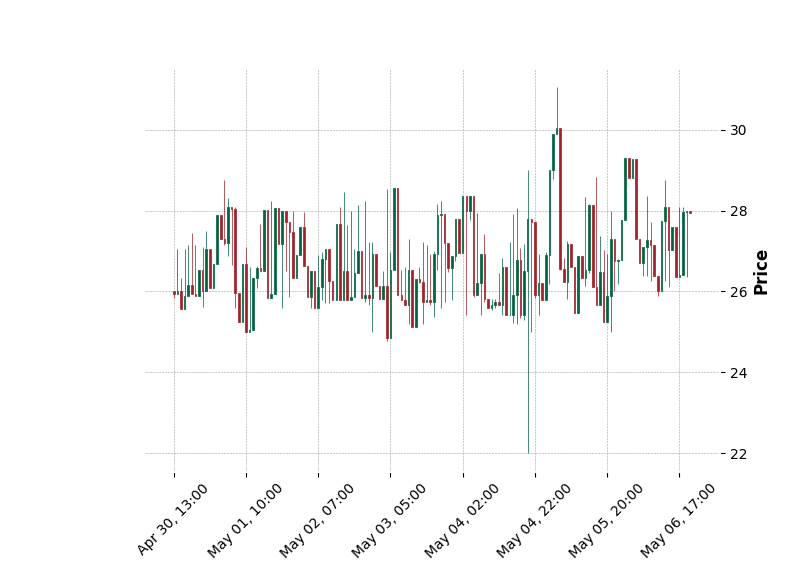 30
28
26
24
22
Price
Apr 30, 13:00
May 01, 10:00
May 02, 07:00
May 03, 05:00
May 04, 02:00
May 04, 22:00
May 05, 20:00
May 06, 17:00